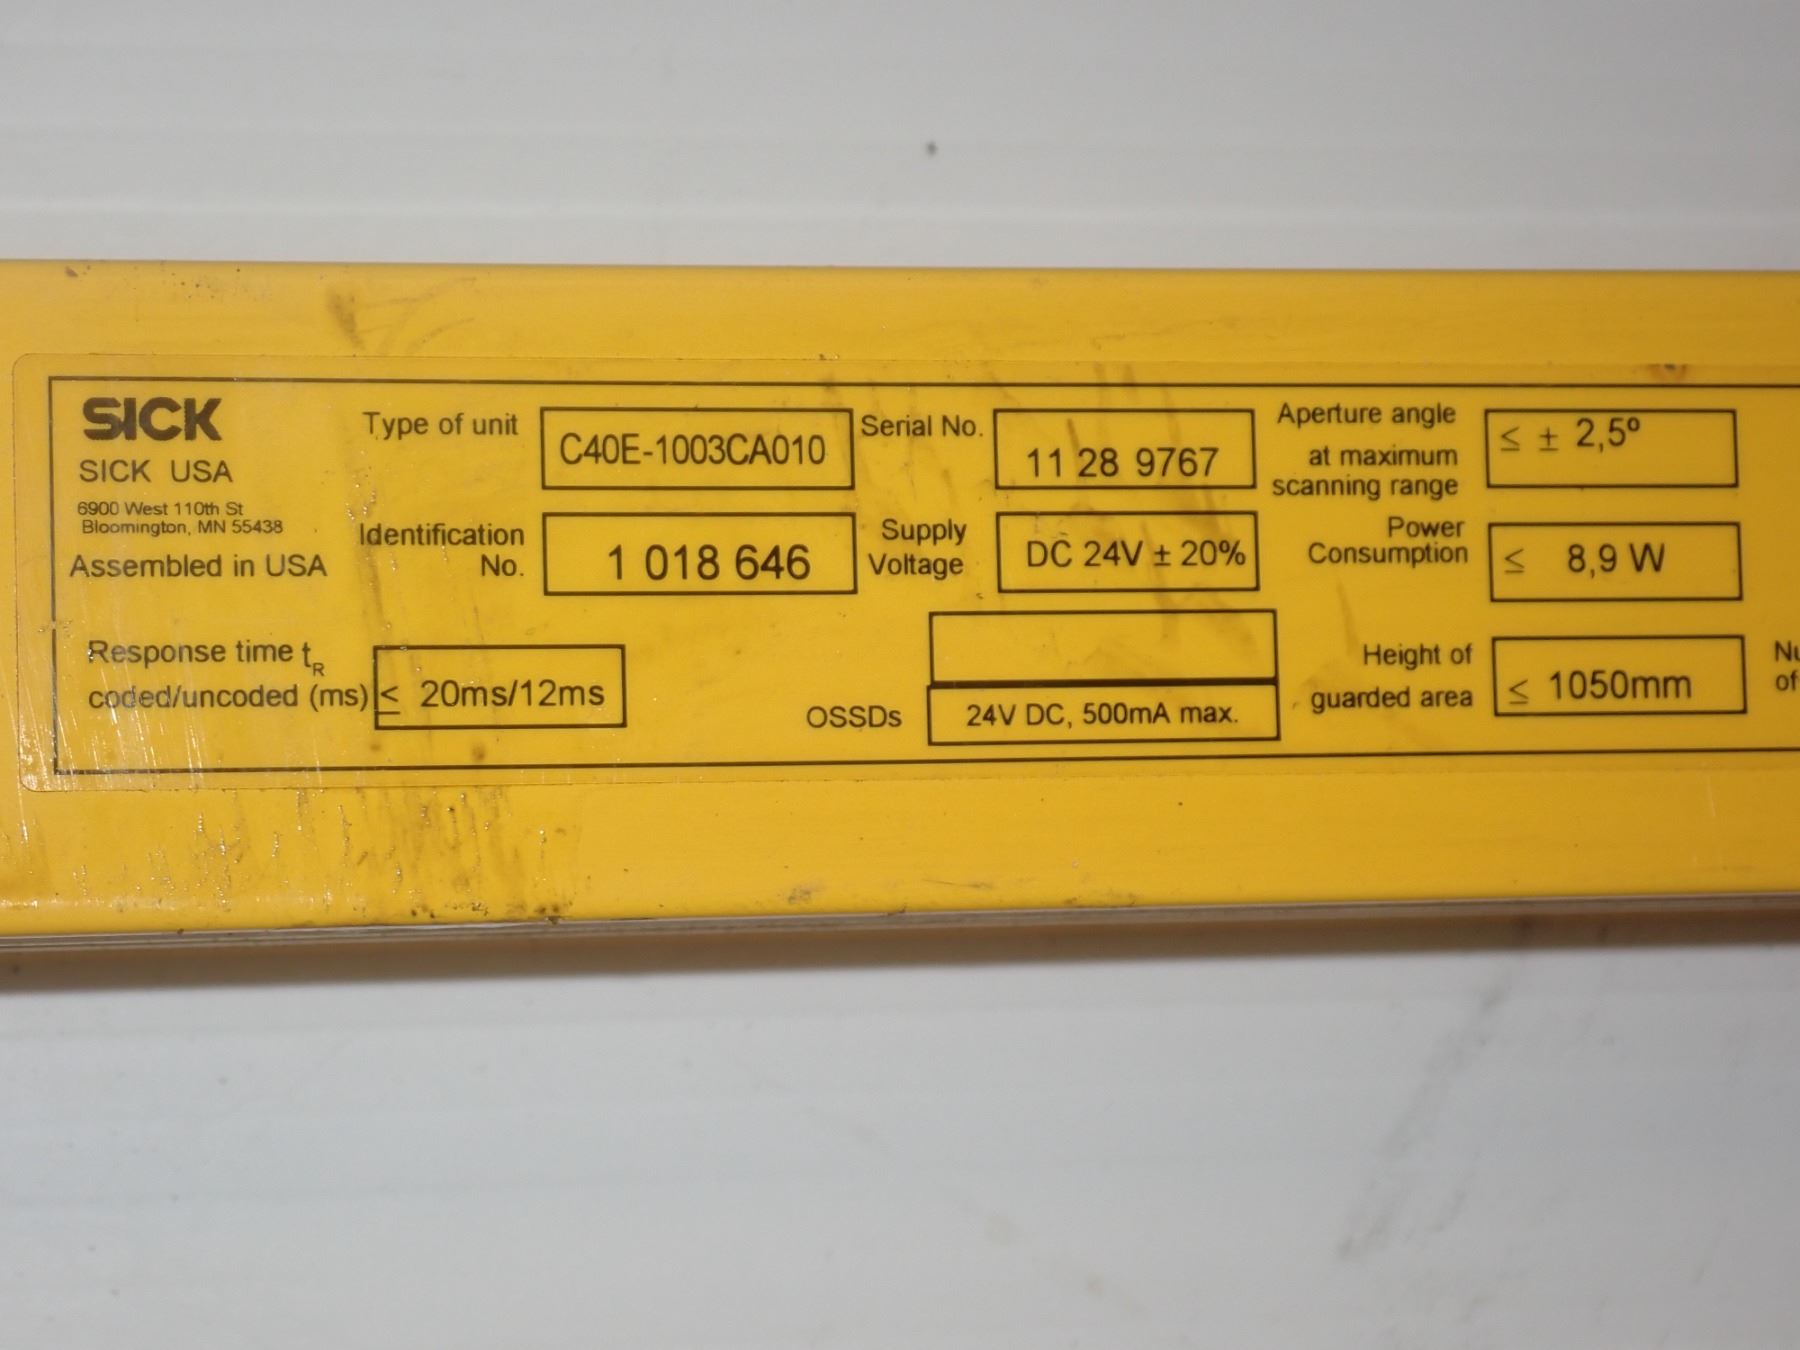 SICK
SICK USA
6900 West 110th St
Bloomington, MN 55438
Assembled in USA
Type of unit C40E-1003CA010
Identification
No. 1 018 646
Response time tR
coded/uncoded (ms) ≤ 20ms/12ms
Serial No. 11 28 9767
Supply
Voltage DC 24V ± 20%
OSSDs 24V DC, 500mA max.
Aperture angle
at maximum
scanning range ≤ ± 2,5º
Power
Consumption ≤ 8,9 W
Height of
guarded area ≤ 1050mm